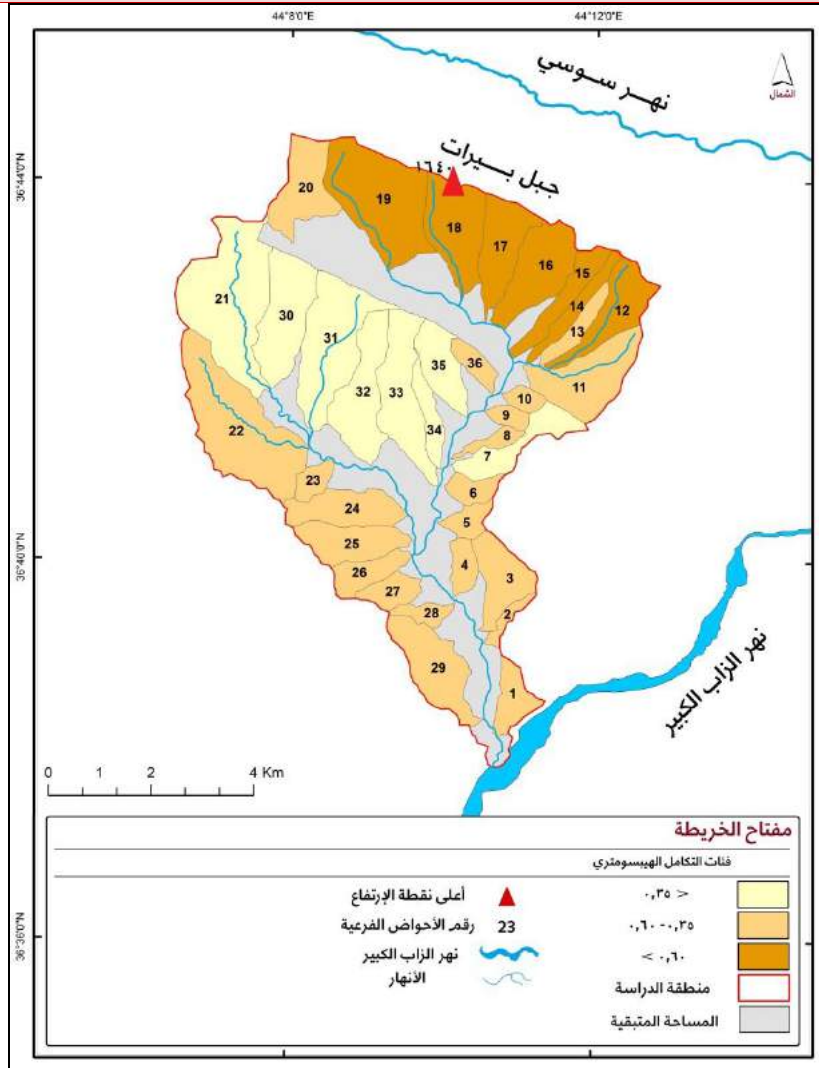 44°8'0"E
44°12'0"E
36°44'0"N
36°40'0"N
36°36'0"N
نهر سوسي
الشمال
جبل بيرات
١٦٤٠
20
19
18
17
16
15
14
13
12
11
21
30
31
32
33
34
35
36
10
9
8
7
6
5
4
3
2
1
22
23
24
25
26
27
28
29
نهر الزاب الكبير
0 1 2 4 Km
مفتاح الخريطة
فئات التكامل الهيبسومتري
< ٠,٣٥
٠,٣٥-٠,٦٠
> ٠,٦٠
منطقة الدراسة
المساحة المتبقية
أعلى نقطة الإرتفاع
23 رقم الأحواض الفرعية
نهر الزاب الكبير
الأنهار